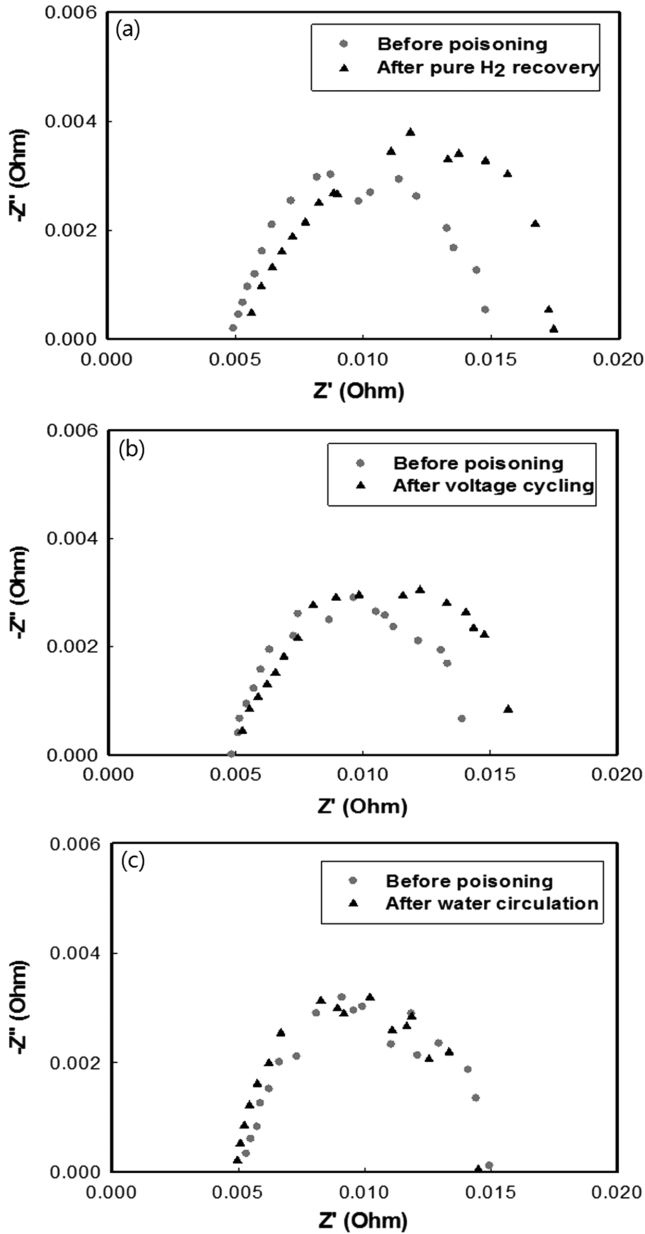 (a)
Before poisoning
After pure H2 recovery
0.006
0.004
0.002
0.000
-Z" (Ohm)
0.000 0.005 0.010 0.015 0.020
Z' (Ohm)
(b)
Before poisoning
After voltage cycling
0.006
0.004
0.002
0.000
-Z" (Ohm)
0.000 0.005 0.010 0.015 0.020
Z' (Ohm)
(c)
Before poisoning
After water circulation
0.006
0.004
0.002
0.000
-Z" (Ohm)
0.000 0.005 0.010 0.015 0.020
Z' (Ohm)